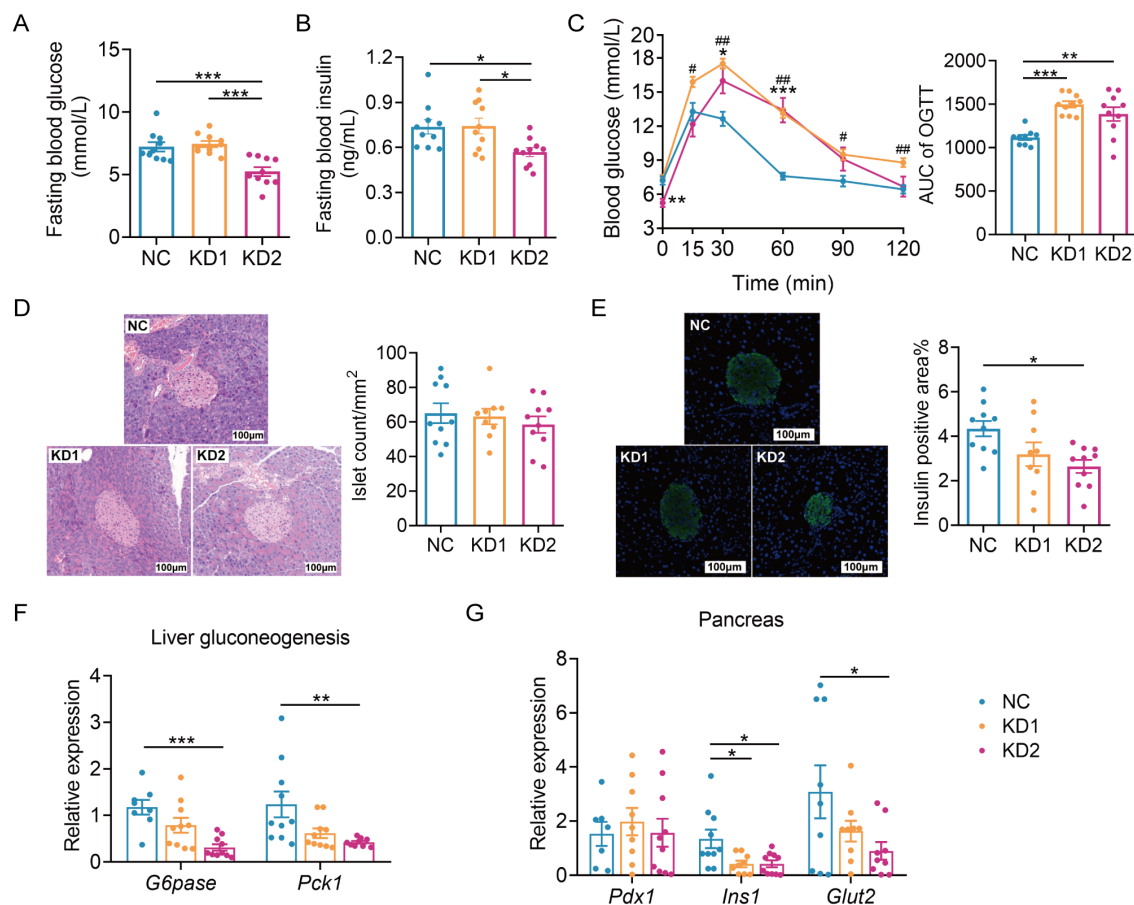 A
Fasting blood glucose
(mmol/L)
15
10
5
0
***
***
NC KD1 KD2
B
Fasting blood insulin
(ng/mL)
1.2
0.9
0.6
0.3
0.0
*
*
NC KD1 KD2
C
Blood glucose (mmol/L)
20
18
15
12
9
6
3
**
#
##
*
##
***
#
##
0 15 30 60 90 120
Time (min)
AUC of OGTT
2000
1500
1000
500
0
**
***
NC KD1 KD2
D
NC
100μm
KD1
100μm
KD2
100μm
Islet count/mm²
100
80
60
40
20
0
NC KD1 KD2
E
NC
100μm
KD1
100μm
KD2
100μm
Insulin positive area%
8
6
4
2
0
*
NC KD1 KD2
F
Liver gluconeogenesis
Relative expression
4
3
2
1
0
***
**
G6pase Pck1
G
Pancreas
Relative expression
8
6
4
2
0
*
*
*
Pdx1 Ins1 Glut2
NC
KD1
KD2